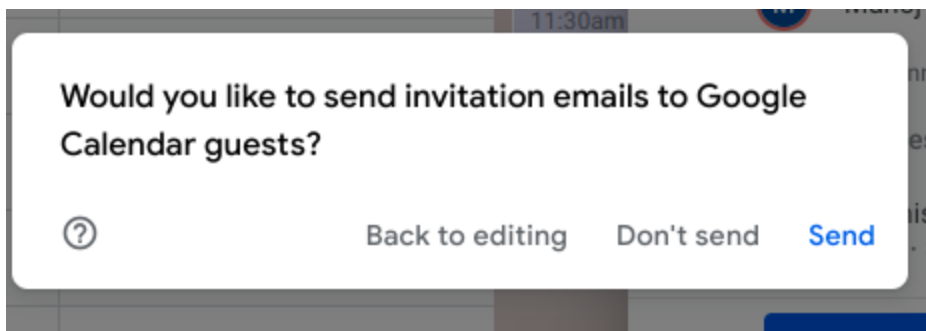 11:30am
Would you like to send invitation emails to Google
Calendar guests?
Back to editing
Don't send
Send